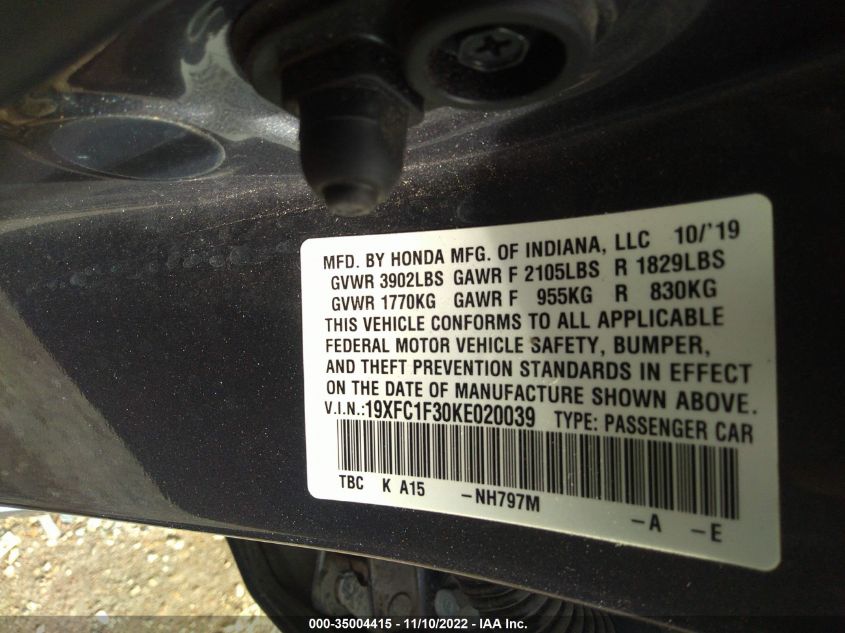 MFD. BY HONDA MFG. OF INDIANA, LLC 10/'19
GVWR 3902LBS GAWR F 2105LBS R 1829LBS
GVWR 1770KG GAWR F 955KG R 830KG
THIS VEHICLE CONFORMS TO ALL APPLICABLE
FEDERAL MOTOR VEHICLE SAFETY, BUMPER,
AND THEFT PREVENTION STANDARDS IN EFFECT
ON THE DATE OF MANUFACTURE SHOWN ABOVE.
V.I.N.:19XFC1F30KE020039 TYPE: PASSENGER CAR
TBC K A15 -NH797M -A -E
000-35004415 - 11/10/2022 - IAA Inc.